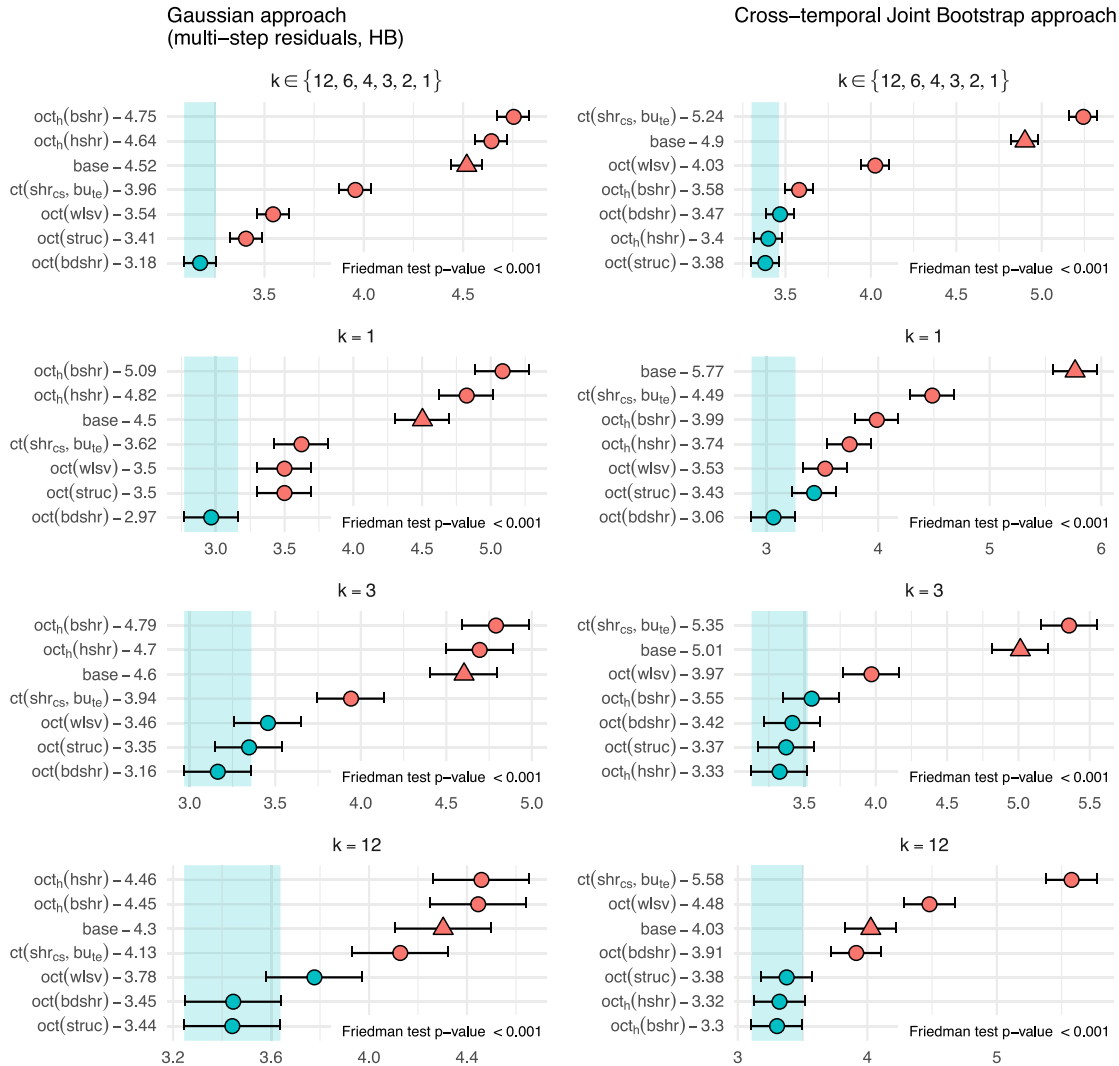 Gaussian approach
(multi−step residuals, HB)
k ∈ {12, 6, 4, 3, 2, 1}
octₕ(bshr) − 4.75
octₕ(hshr) − 4.64
base − 4.52
ct(shr_cs, bu_te) − 3.96
oct(wlsv) − 3.54
oct(struc) − 3.41
oct(bdshr) − 3.18
Friedman test p−value < 0.001
3.5 4.0 4.5
k = 1
octₕ(bshr) − 5.09
octₕ(hshr) − 4.82
base − 4.5
ct(shr_cs, bu_te) − 3.62
oct(wlsv) − 3.5
oct(struc) − 3.5
oct(bdshr) − 2.97
Friedman test p−value < 0.001
3.0 3.5 4.0 4.5 5.0
k = 3
octₕ(bshr) − 4.79
octₕ(hshr) − 4.7
base − 4.6
ct(shr_cs, bu_te) − 3.94
oct(wlsv) − 3.46
oct(struc) − 3.35
oct(bdshr) − 3.16
Friedman test p−value < 0.001
3.0 3.5 4.0 4.5 5.0
k = 12
octₕ(hshr) − 4.46
octₕ(bshr) − 4.45
base − 4.3
ct(shr_cs, bu_te) − 4.13
oct(wlsv) − 3.78
oct(bdshr) − 3.45
oct(struc) − 3.44
Friedman test p−value < 0.001
3.2 3.6 4.0 4.4
Cross−temporal Joint Bootstrap approach
k ∈ {12, 6, 4, 3, 2, 1}
ct(shr_cs, bu_te) − 5.24
base − 4.9
oct(wlsv) − 4.03
octₕ(bshr) − 3.58
oct(bdshr) − 3.47
octₕ(hshr) − 3.4
oct(struc) − 3.38
Friedman test p−value < 0.001
3.5 4.0 4.5 5.0
k = 1
base − 5.77
ct(shr_cs, bu_te) − 4.49
octₕ(bshr) − 3.99
octₕ(hshr) − 3.74
oct(wlsv) − 3.53
oct(struc) − 3.43
oct(bdshr) − 3.06
Friedman test p−value < 0.001
3 4 5 6
k = 3
ct(shr_cs, bu_te) − 5.35
base − 5.01
oct(wlsv) − 3.97
octₕ(bshr) − 3.55
oct(bdshr) − 3.42
oct(struc) − 3.37
octₕ(hshr) − 3.33
Friedman test p−value < 0.001
3.5 4.0 4.5 5.0 5.5
k = 12
ct(shr_cs, bu_te) − 5.58
oct(wlsv) − 4.48
base − 4.03
oct(bdshr) − 3.91
oct(struc) − 3.38
octₕ(hshr) − 3.32
octₕ(bshr) − 3.3
Friedman test p−value < 0.001
3 4 5